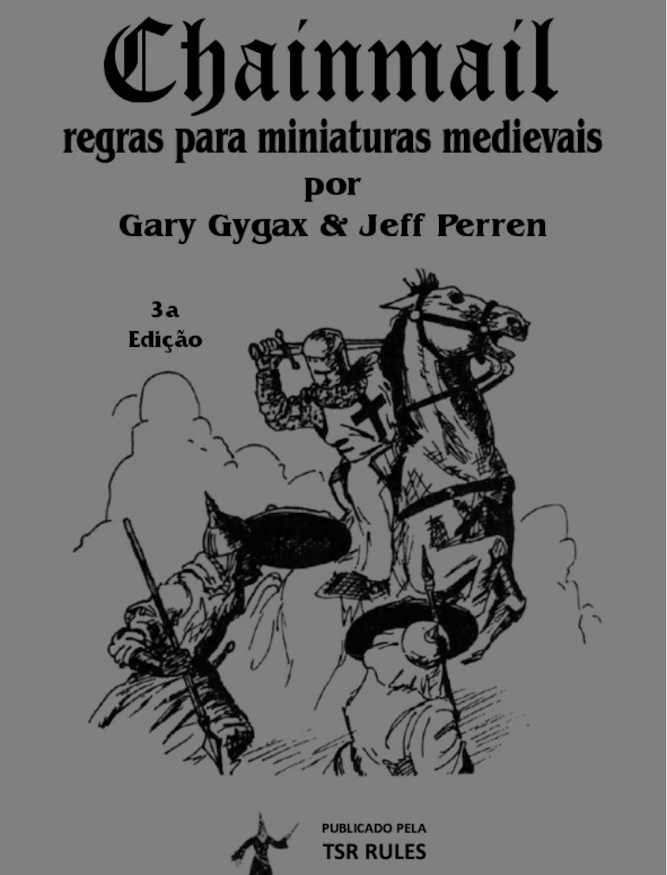 Chainmail
regras para miniaturas medievais
por
Gary Gygax & Jeff Perren
3a
Edição
PUBLICADO PELA
TSR RULES